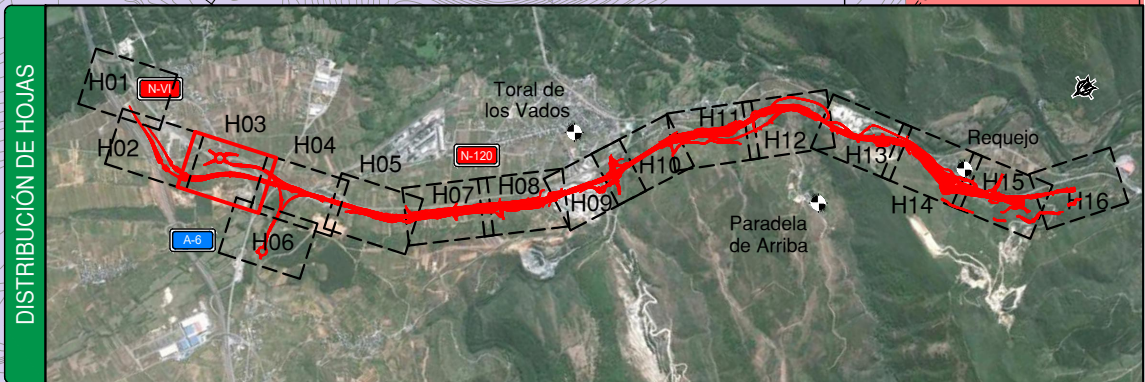 DISTRIBUCIÓN DE HOJAS
H01
N-VI
H02
H03
H04
H05
N-120
Toral de
los Vados
H06
A-6
H07
H08
H09
H10
H11
H12
H13
Requejo
H14
H15
H16
Paradela
de Arriba